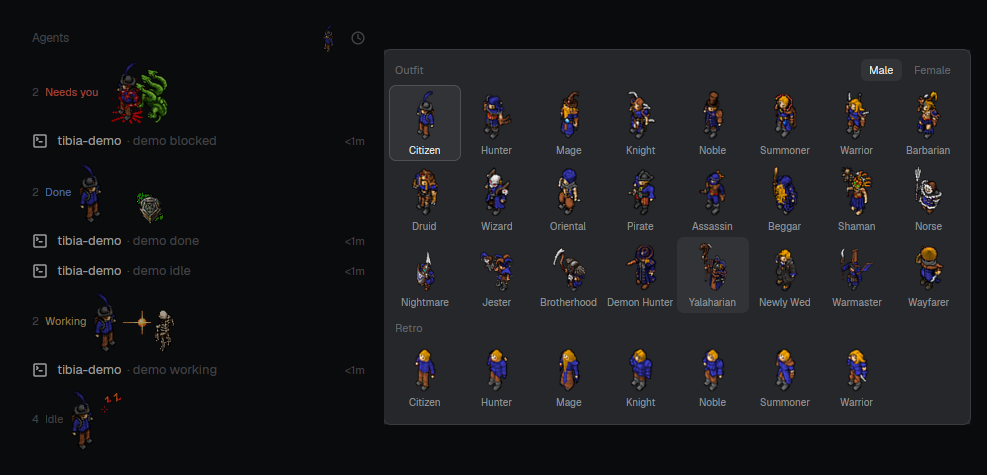 Agents
2 Needs you
tibia-demo · demo blocked <1m
2 Done
tibia-demo · demo done <1m
tibia-demo · demo idle <1m
2 Working
tibia-demo · demo working <1m
4 Idle
z z
Outfit Male Female
Citizen Hunter Mage Knight Noble Summoner Warrior Barbarian
Druid Wizard Oriental Pirate Assassin Beggar Shaman Norse
Nightmare Jester Brotherhood Demon Hunter Yalaharian Newly Wed Warmaster Wayfarer
Retro
Citizen Hunter Mage Knight Noble Summoner Warrior